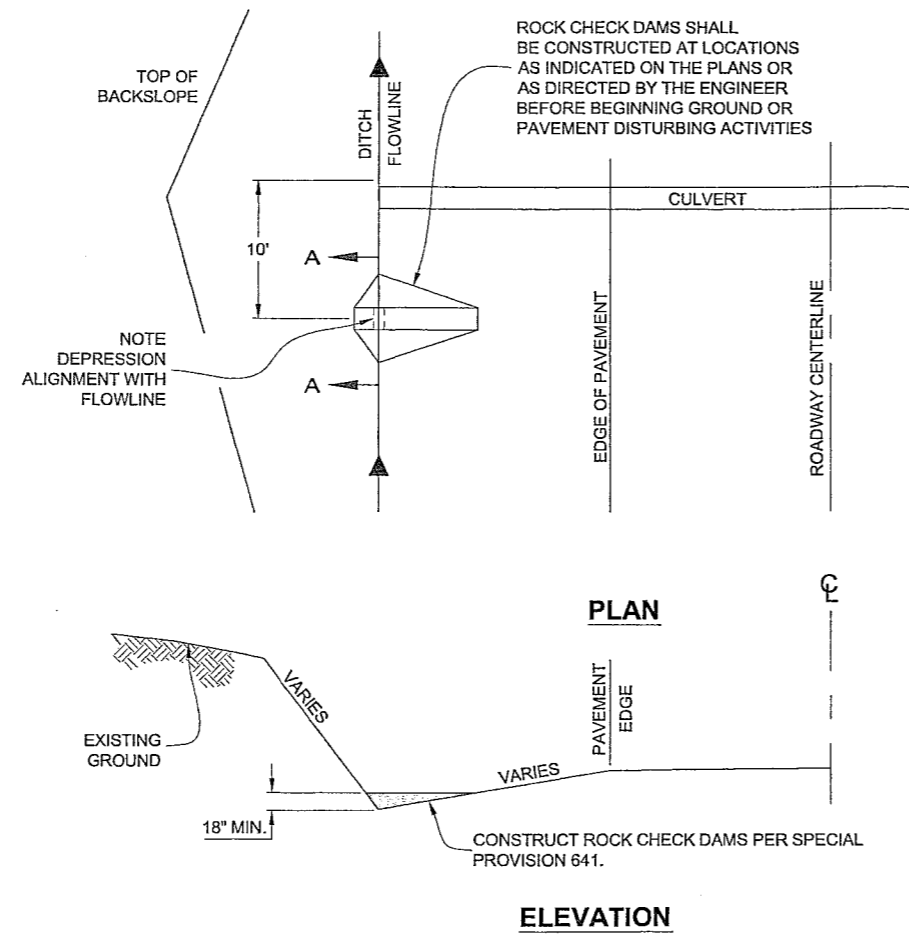 ROCK CHECK DAMS SHALL
BE CONSTRUCTED AT LOCATIONS
AS INDICATED ON THE PLANS OR
AS DIRECTED BY THE ENGINEER
BEFORE BEGINNING GROUND OR
PAVEMENT DISTURBING ACTIVITIES
TOP OF
BACKSLOPE
DITCH
FLOWLINE
CULVERT
10'
A
NOTE
DEPRESSION
ALIGNMENT WITH
FLOWLINE
A
EDGE OF PAVEMENT
ROADWAY CENTERLINE
PLAN
℄
VARIES
PAVEMENT
EDGE
EXISTING
GROUND
VARIES
18" MIN.
CONSTRUCT ROCK CHECK DAMS PER SPECIAL
PROVISION 641.
ELEVATION